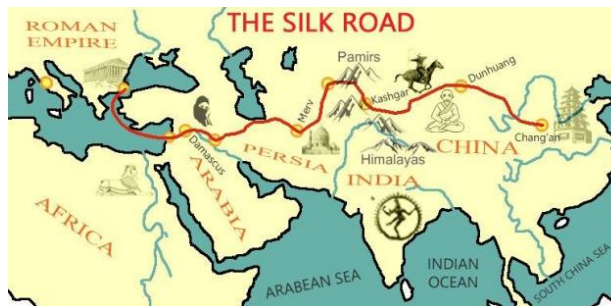 THE SILK ROAD
ROMAN
EMPIRE
Pamirs
Dunhuang
Kashgar
Merv
Chang'an
CHINA
Himalayas
PERSIA
Damascus
INDIA
ARABIA
AFRICA
ARABEAN SEA
INDIAN
OCEAN
SOUTH CHINA SEA